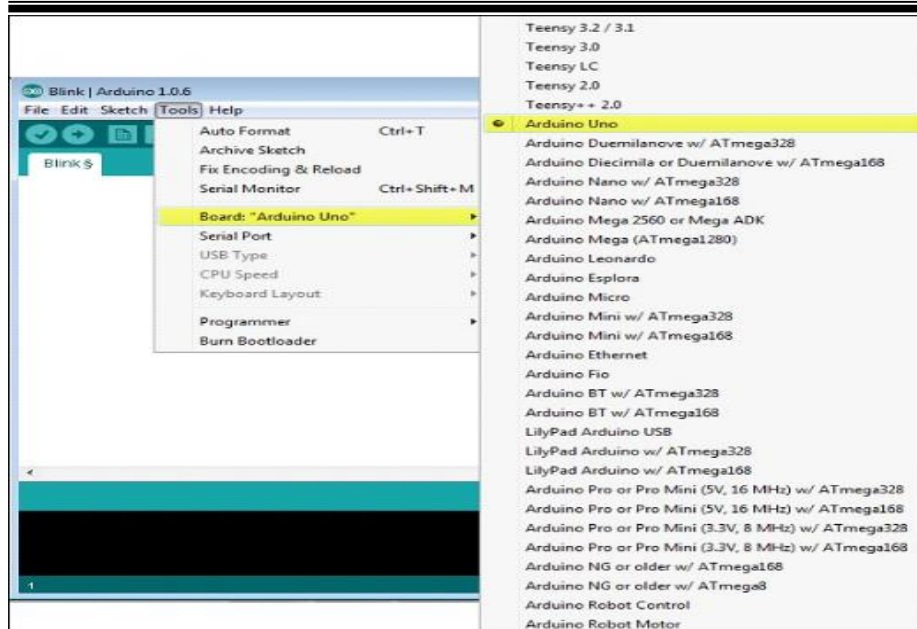 Blink | Arduino 1.0.6
File Edit Sketch Tools Help
Blink §
Auto Format Ctrl+T
Archive Sketch
Fix Encoding & Reload
Serial Monitor Ctrl+Shift+M
Board: "Arduino Uno"
Serial Port
USB Type
CPU Speed
Keyboard Layout
Programmer
Burn Bootloader
1
Teensy 3.2 / 3.1
Teensy 3.0
Teensy LC
Teensy 2.0
Teensy++ 2.0
Arduino Uno
Arduino Duemilanove w/ ATmega328
Arduino Diecimila or Duemilanove w/ ATmega168
Arduino Nano w/ ATmega328
Arduino Nano w/ ATmega168
Arduino Mega 2560 or Mega ADK
Arduino Mega (ATmega1280)
Arduino Leonardo
Arduino Esplora
Arduino Micro
Arduino Mini w/ ATmega328
Arduino Mini w/ ATmega168
Arduino Ethernet
Arduino Fio
Arduino BT w/ ATmega328
Arduino BT w/ ATmega168
LilyPad Arduino USB
LilyPad Arduino w/ ATmega328
LilyPad Arduino w/ ATmega168
Arduino Pro or Pro Mini (5V, 16 MHz) w/ ATmega328
Arduino Pro or Pro Mini (5V, 16 MHz) w/ ATmega168
Arduino Pro or Pro Mini (3.3V, 8 MHz) w/ ATmega328
Arduino Pro or Pro Mini (3.3V, 8 MHz) w/ ATmega168
Arduino NG or older w/ ATmega168
Arduino NG or older w/ ATmega8
Arduino Robot Control
Arduino Robot Motor